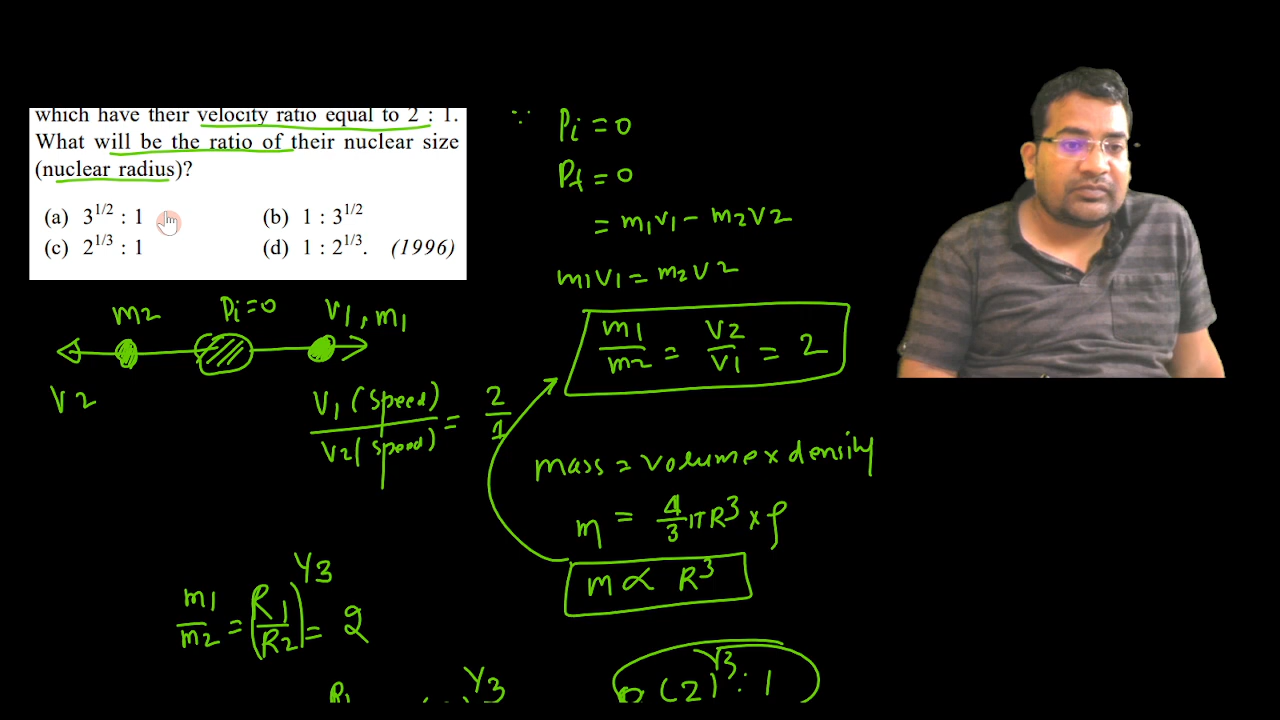 which have their velocity ratio equal to 2 : 1.
What will be the ratio of their nuclear size
(nuclear radius)?
(a) 3^1/2 : 1 (b) 1 : 3^1/2
(c) 2^1/3 : 1 (d) 1 : 2^1/3. (1996)
m2 Pi=0 V1, m1
V2
V1 (speed) / V2 (speed) = 2/1
∵ Pi = 0
Pf = 0
= m1v1 - m2v2
m1v1 = m2v2
m1/m2 = V2/V1 = 2
mass = volume x density
m = 4/3 πR^3 x ρ
m ∝ R^3
m1/m2 = (R1/R2)^1/3 = 2
R1 1/3
(2)^1/3 : 1